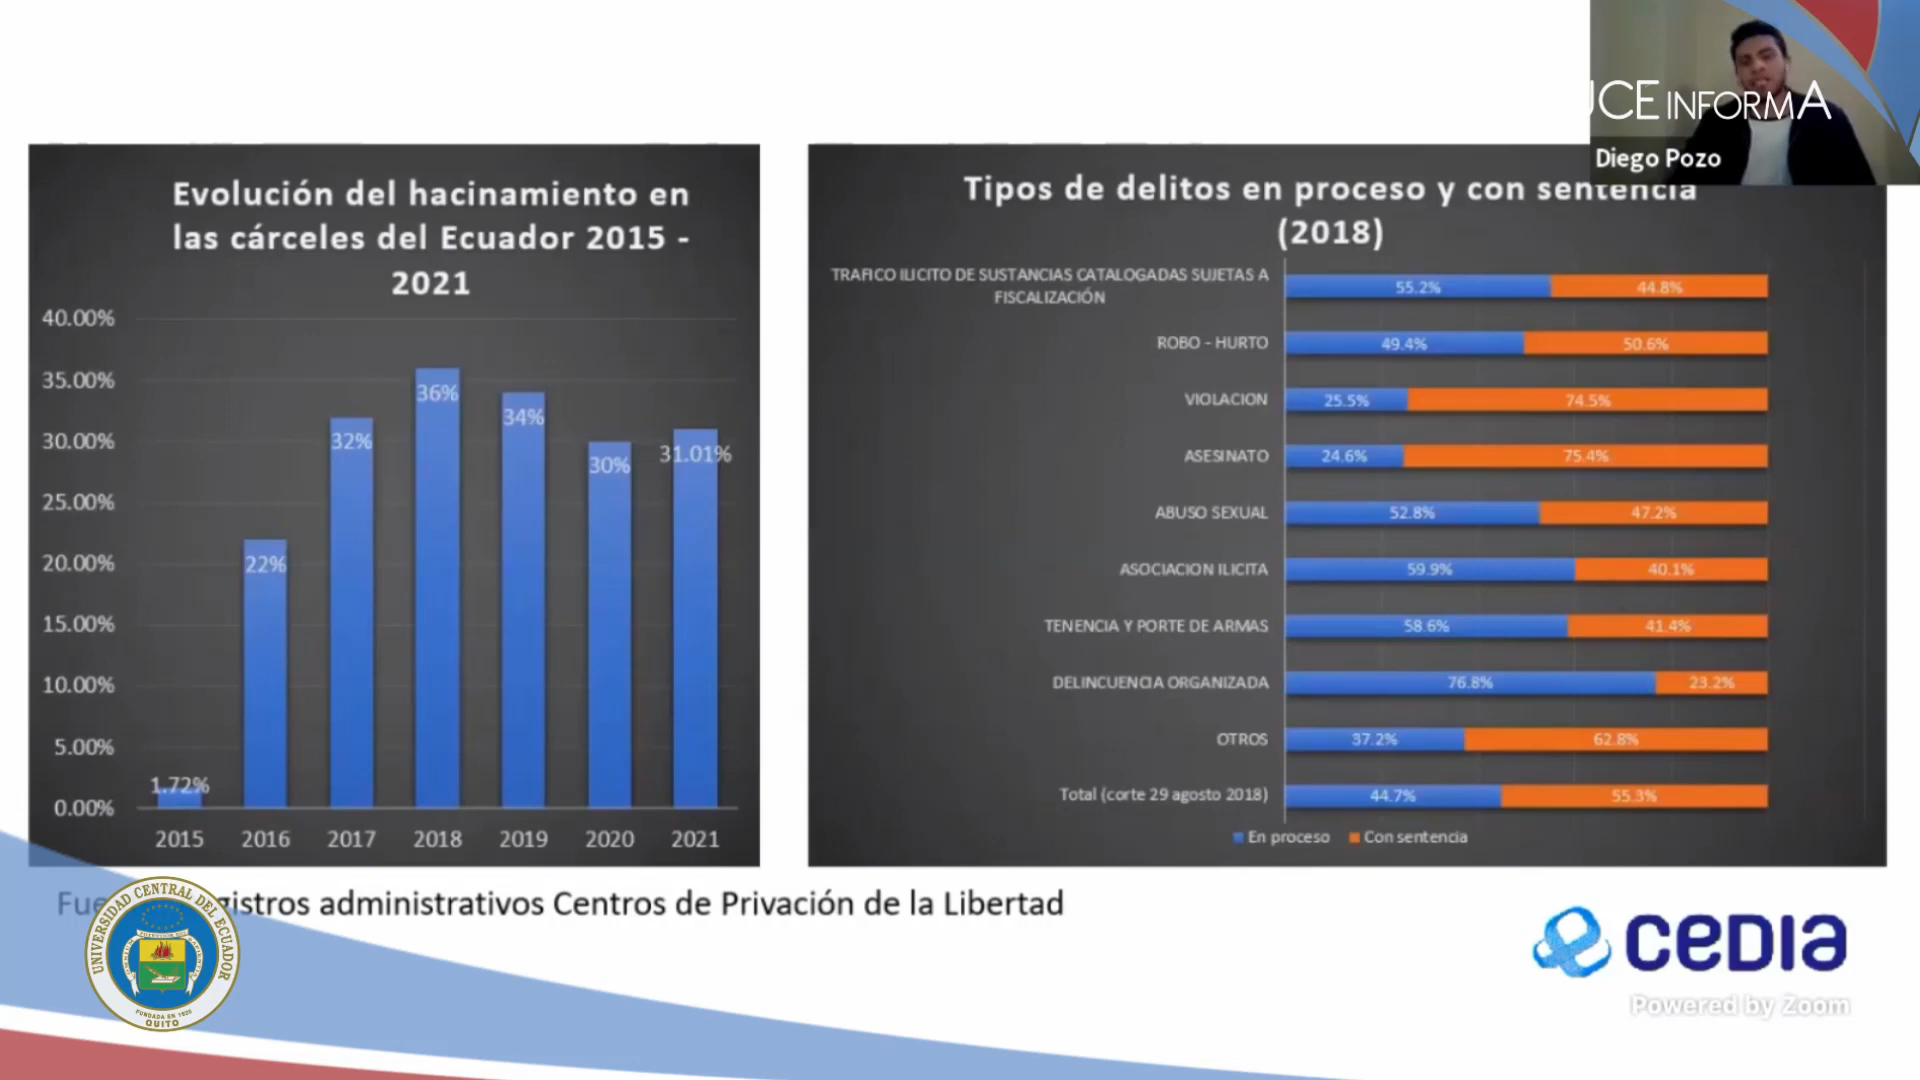 UCE INFORMA
Diego Pozo
Evolución del hacinamiento en
las cárceles del Ecuador 2015 -
2021
40.00%
35.00%
30.00%
25.00%
20.00%
15.00%
10.00%
5.00%
0.00%
1.72%
22%
32%
36%
34%
30%
31.01%
2015 2016 2017 2018 2019 2020 2021
Tipos de delitos en proceso y con sentencia
(2018)
TRAFICO ILICITO DE SUSTANCIAS CATALOGADAS SUJETAS A
FISCALIZACIÓN
55.2% 44.8%
ROBO - HURTO 49.4% 50.6%
VIOLACION 25.5% 74.5%
ASESINATO 24.6% 75.4%
ABUSO SEXUAL 52.8% 47.2%
ASOCIACION ILICITA 59.9% 40.1%
TENENCIA Y PORTE DE ARMAS 58.6% 41.4%
DELINCUENCIA ORGANIZADA 76.8% 23.2%
OTROS 37.2% 62.8%
Total (corte 29 agosto 2018) 44.7% 55.3%
En proceso Con sentencia
administrativos Centros de Privación de la Libertad
UNIVERSIDAD CENTRAL DEL ECUADOR
FUNDADA EN 1826
QUITO
CEDIA
Powered by Zoom